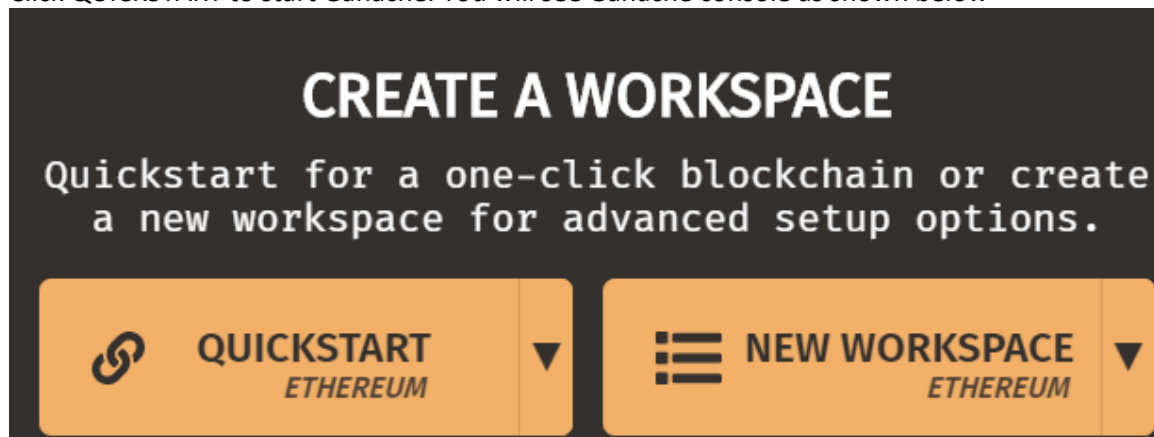 CREATE A WORKSPACE
Quickstart for a one-click blockchain or create
a new workspace for advanced setup options.
QUICKSTART
ETHEREUM
NEW WORKSPACE
ETHEREUM